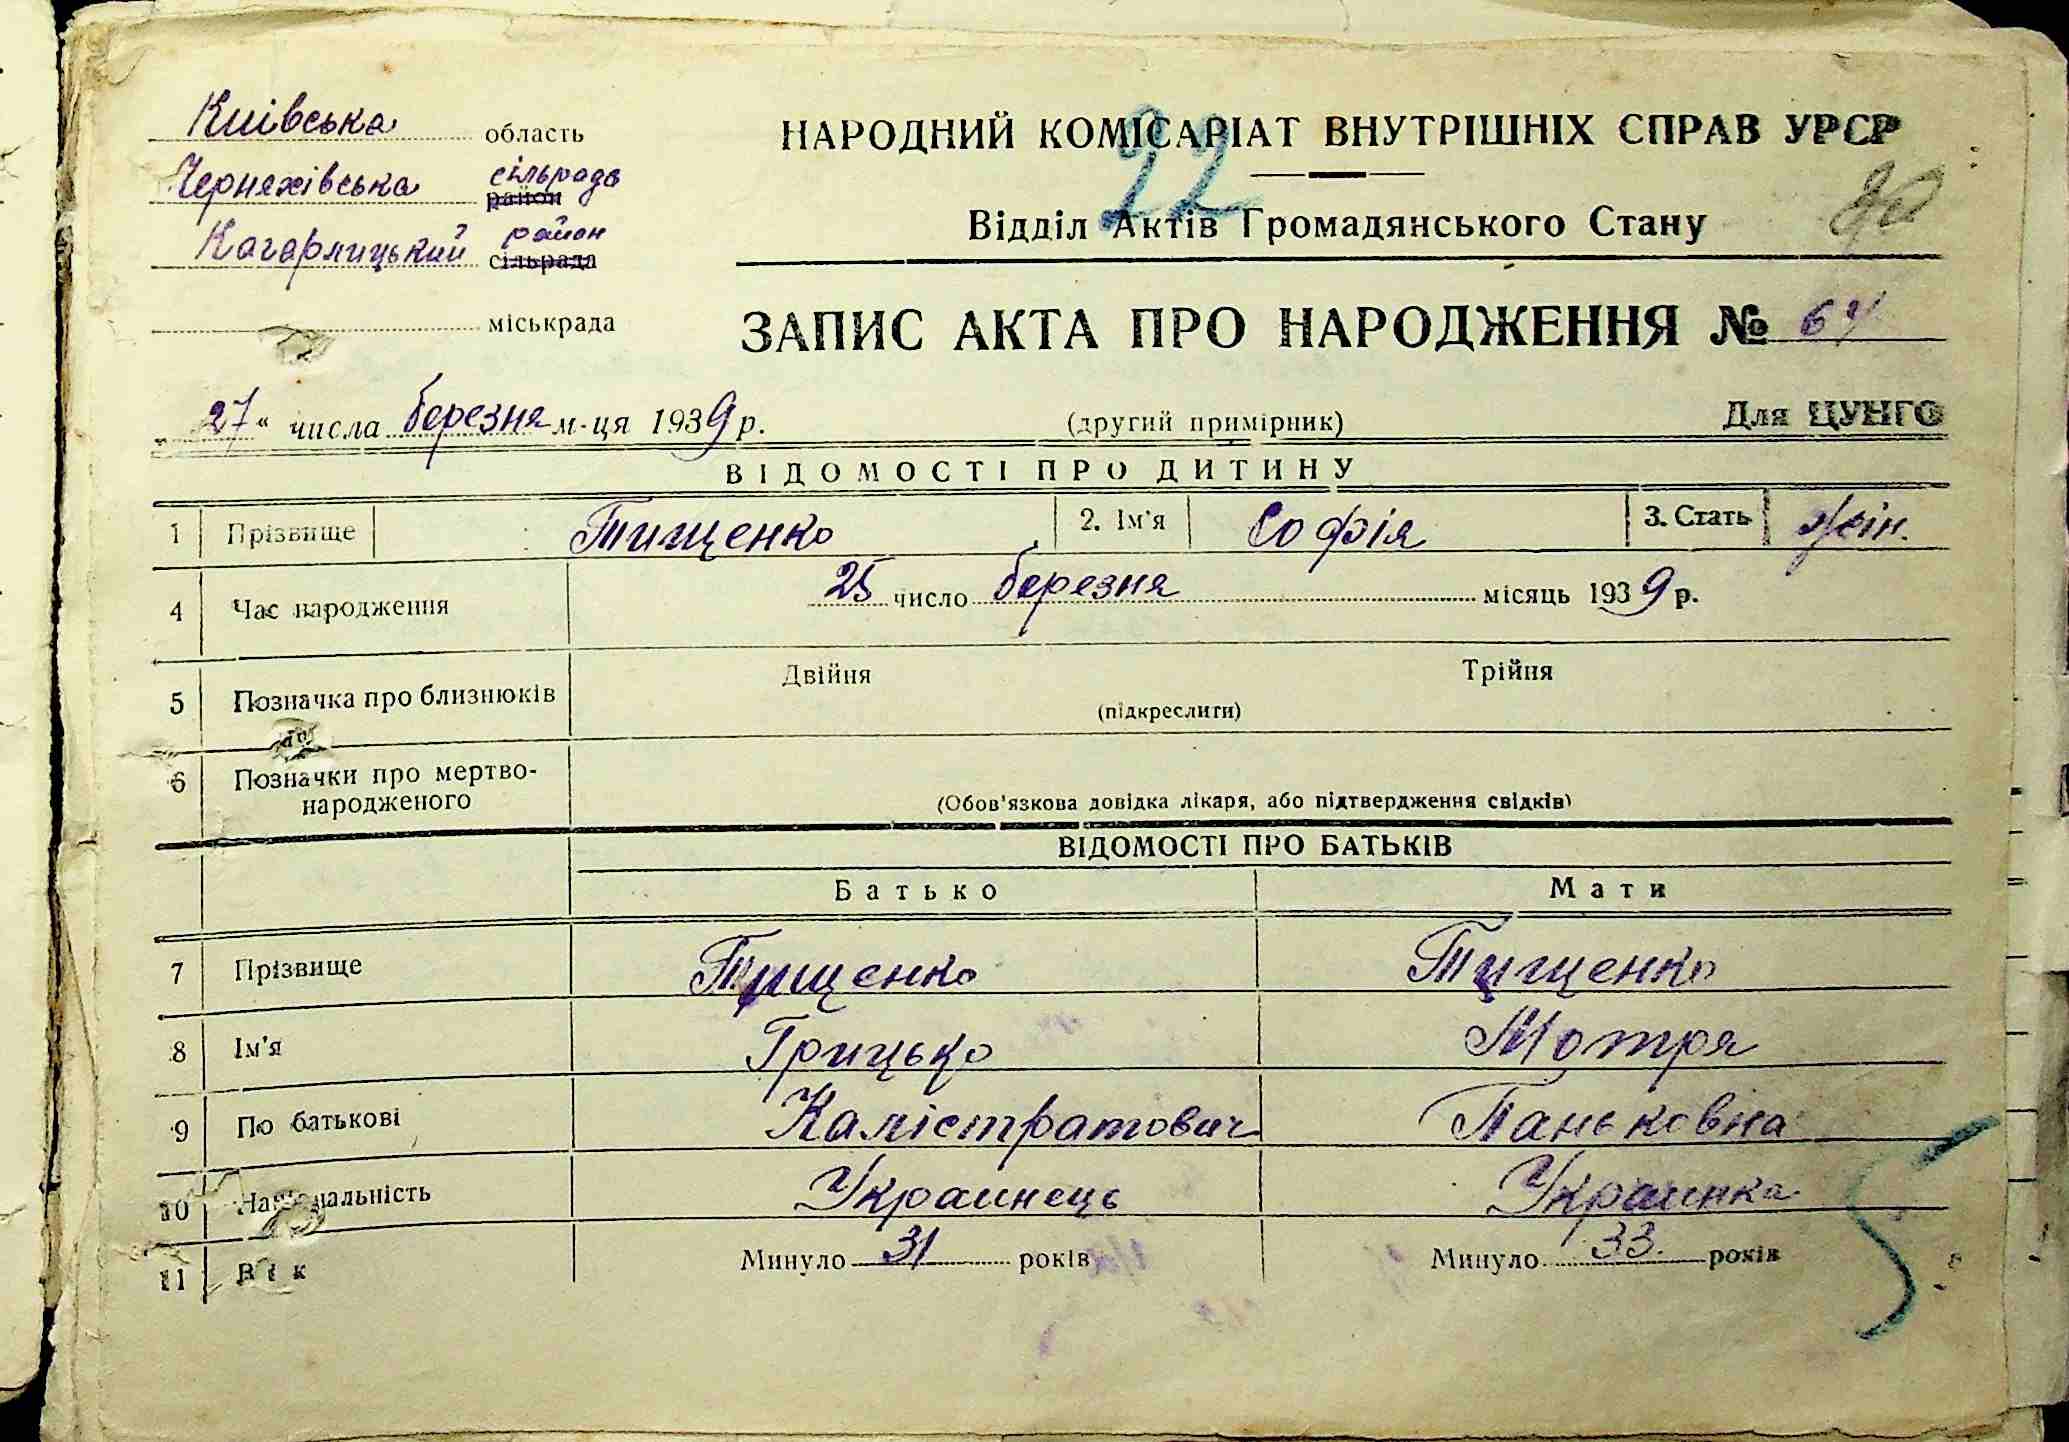 Киівська область
Черняхівська сільрада район
Кагарлицький район сільрада
міськрада
НАРОДНИЙ КОМІСАРІАТ ВНУТРІШНІХ СПРАВ УРСР
22
Відділ Актів Громадянського Стану
ЗАПИС АКТА ПРО НАРОДЖЕННЯ №
„27“ числа березня м-ця 1939 р.
(другий примірник)
Для ЦУНГО
ВІДОМОСТІ ПРО ДИТИНУ
1 Прізвище Тищенко 2. Ім'я Софія 3. Стать жін.
4 Час народження 25 число березня місяць 1939 р.
5 Позначка про близнюків Двійня Трійня
(підкреслити)
6 Позначки про мертво-
народженого (Обов'язкова довідка лікаря, або підтвердження свідків)
ВІДОМОСТІ ПРО БАТЬКІВ
Батько Мати
7 Прізвище Тищенко Тищенко
8 Ім'я Грицько Мотря
9 По батькові Калістратович Паньковна
10 Національність Украинець Украинка
11 Вік Минуло 31 років Минуло 33 років